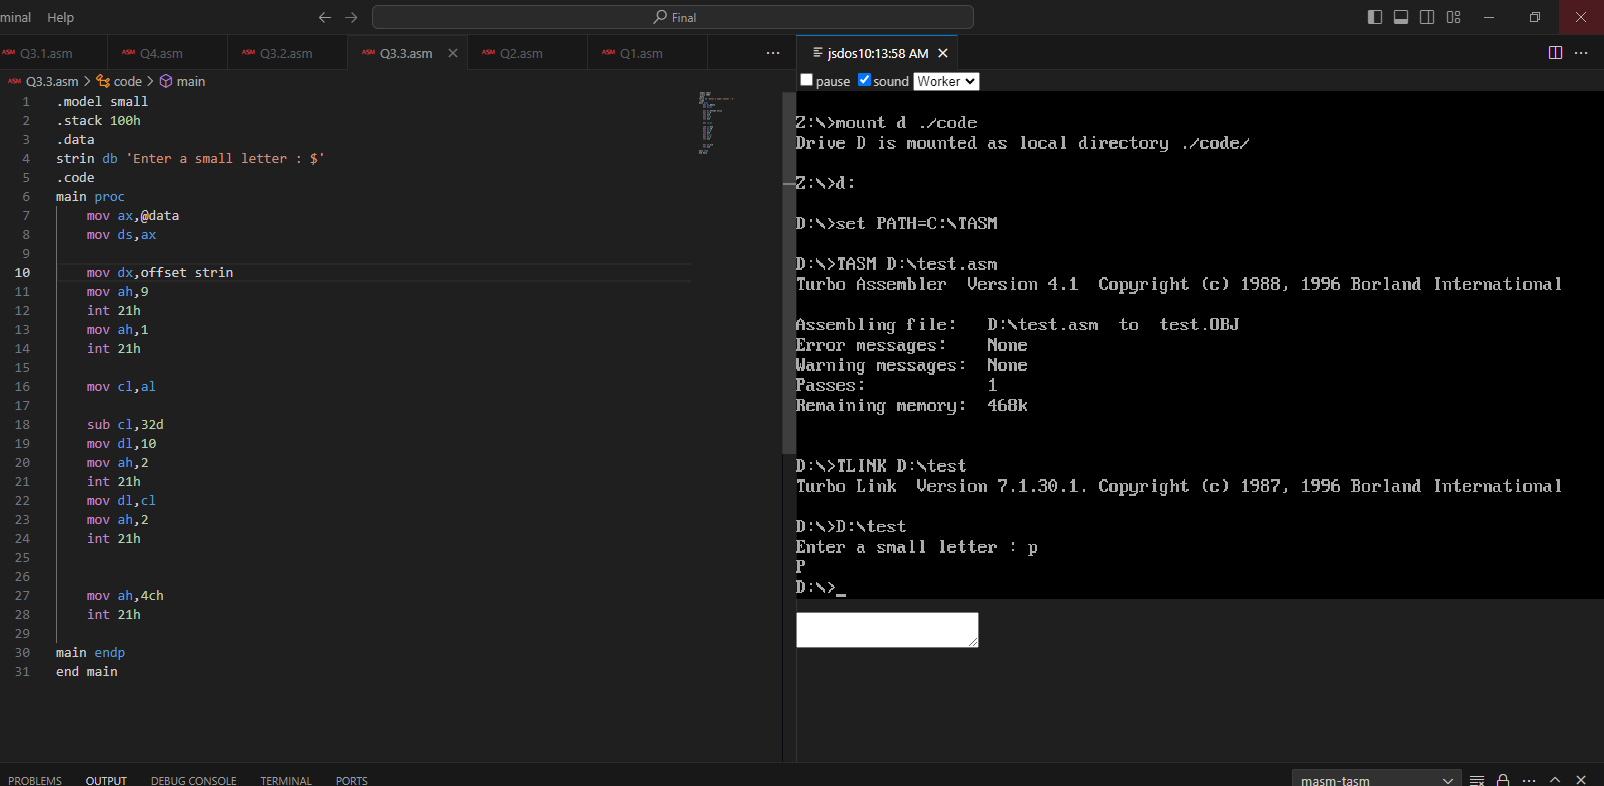 minal Help
Final
ASM Q3.1.asm ASM Q4.asm ASM Q3.2.asm ASM Q3.3.asm ASM Q2.asm ASM Q1.asm ...
ASM Q3.3.asm > code > main
1 .model small
2 .stack 100h
3 .data
4 strin db 'Enter a small letter : $'
5 .code
6 main proc
7 mov ax,@data
8 mov ds,ax
9
10 mov dx,offset strin
11 mov ah,9
12 int 21h
13 mov ah,1
14 int 21h
15
16 mov cl,al
17
18 sub cl,32d
19 mov dl,10
20 mov ah,2
21 int 21h
22 mov dl,cl
23 mov ah,2
24 int 21h
25
26
27 mov ah,4ch
28 int 21h
29
30 main endp
31 end main
jsdos10:13:58 AM
pause sound Worker
Z:\>mount d ./code
Drive D is mounted as local directory ./code/
Z:\>d:
D:\>set PATH=C:\TASM
D:\>TASM D:\test.asm
Turbo Assembler Version 4.1 Copyright (c) 1988, 1996 Borland International
Assembling file: D:\test.asm to test.OBJ
Error messages: None
Warning messages: None
Passes: 1
Remaining memory: 468k
D:\>TLINK D:\test
Turbo Link Version 7.1.30.1. Copyright (c) 1987, 1996 Borland International
D:\>D:\test
Enter a small letter : p
P
D:\>_
PROBLEMS OUTPUT DEBUG CONSOLE TERMINAL PORTS
masm-tasm